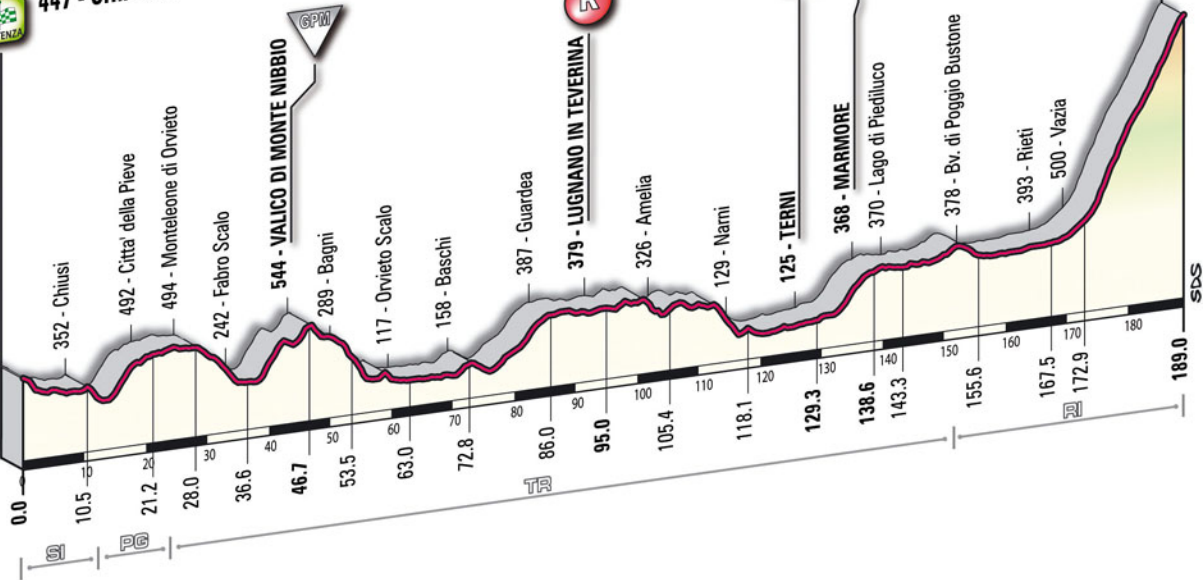 447 -
ENZA
GPM
R
352 - Chiusi
492 - Citta' della Pieve
494 - Monteleone di Orvieto
242 - Fabro Scalo
544 - VALICO DI MONTE NIBBIO
289 - Bagni
117 - Orvieto Scalo
158 - Baschi
387 - Guardea
379 - LUGNANO IN TEVERINA
326 - Amelia
129 - Narni
125 - TERNI
368 - MARMORE
370 - Lago di Piediluco
378 - Bv. di Poggio Bustone
393 - Rieti
500 - Vazia
SDS
0 10 20 30 40 50 60 70 80 90 100 110 120 130 140 150 160 170 180
0.0 10.5 21.2 28.0 36.6 46.7 53.5 63.0 72.8 86.0 95.0 105.4 118.1 129.3 138.6 143.3 155.6 167.5 172.9 189.0
SI PG TR RI